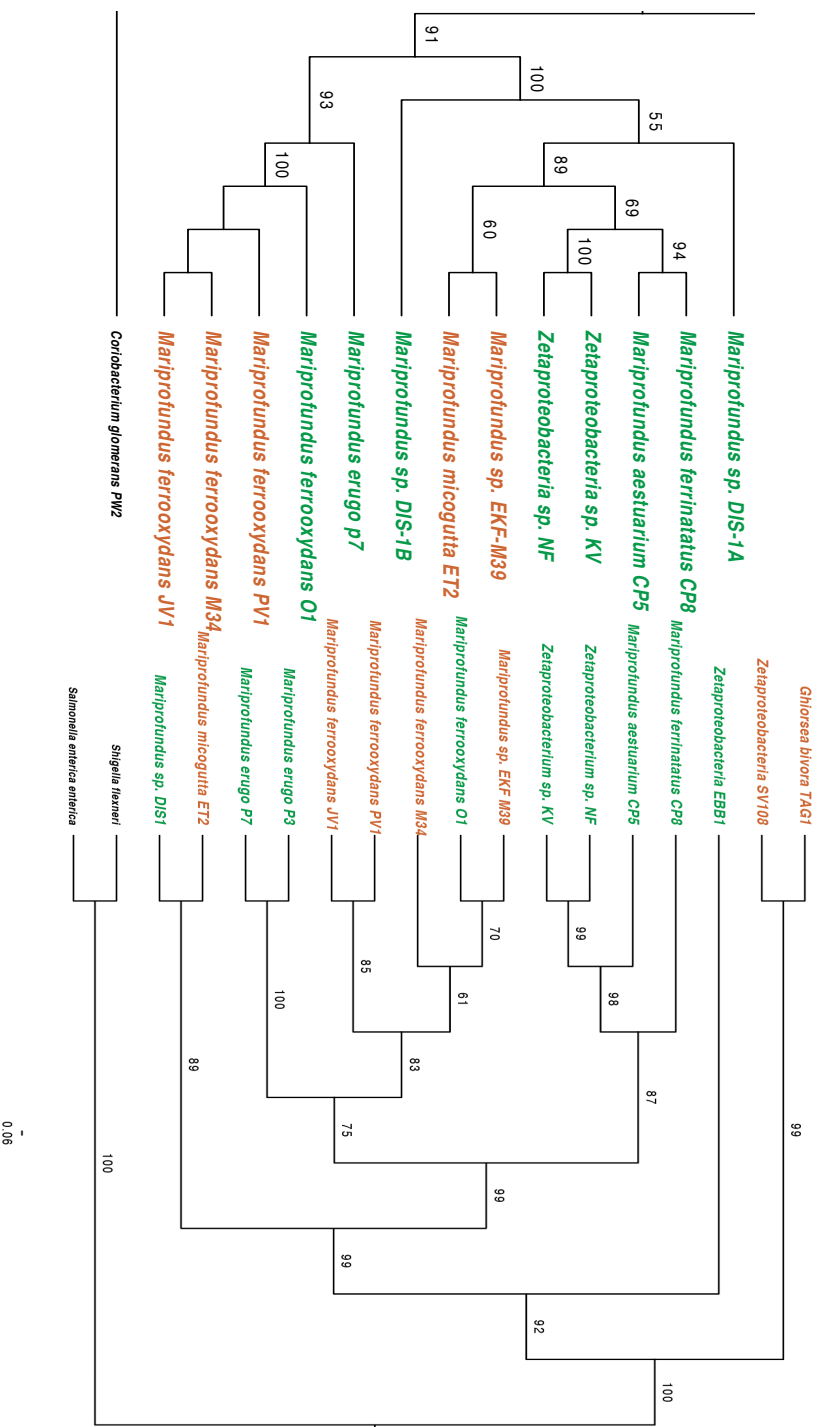 91
100
55
93
89
69
100
60
100
94
Mariprofundus sp. DIS-1A
Mariprofundus ferrinatatus CP8
Mariprofundus aestuarium CP5
Zetaproteobacteria sp. KV
Zetaproteobacteria sp. NF
Mariprofundus sp. EKF-M39
Mariprofundus micogutta ET2
Mariprofundus sp. DIS-1B
Mariprofundus erugo p7
Mariprofundus ferrooxydans O1
Mariprofundus ferrooxydans PV1
Mariprofundus ferrooxydans M34
Mariprofundus ferrooxydans JV1
Coriobacterium glomerans PW2
Ghiorsea bivora TAG1
Zetaproteobacteria SV108
Zetaproteobacteria EBB1
Mariprofundus ferrinatatus CP8
Mariprofundus aestuarium CP5
Zetaproteobacterium sp. NF
Zetaproteobacterium sp. KV
Mariprofundus sp. EKF M39
Mariprofundus ferrooxydans O1
Mariprofundus ferrooxydans M34
Mariprofundus ferrooxydans PV1
Mariprofundus ferrooxydans JV1
Mariprofundus erugo P3
Mariprofundus erugo P7
Mariprofundus micogutta ET2
Mariprofundus sp. DIS1
Shigella flexneri
Salmonella enterica enterica
70
99
85
61
98
100
83
89
87
99
75
100
99
99
92
100
0.06